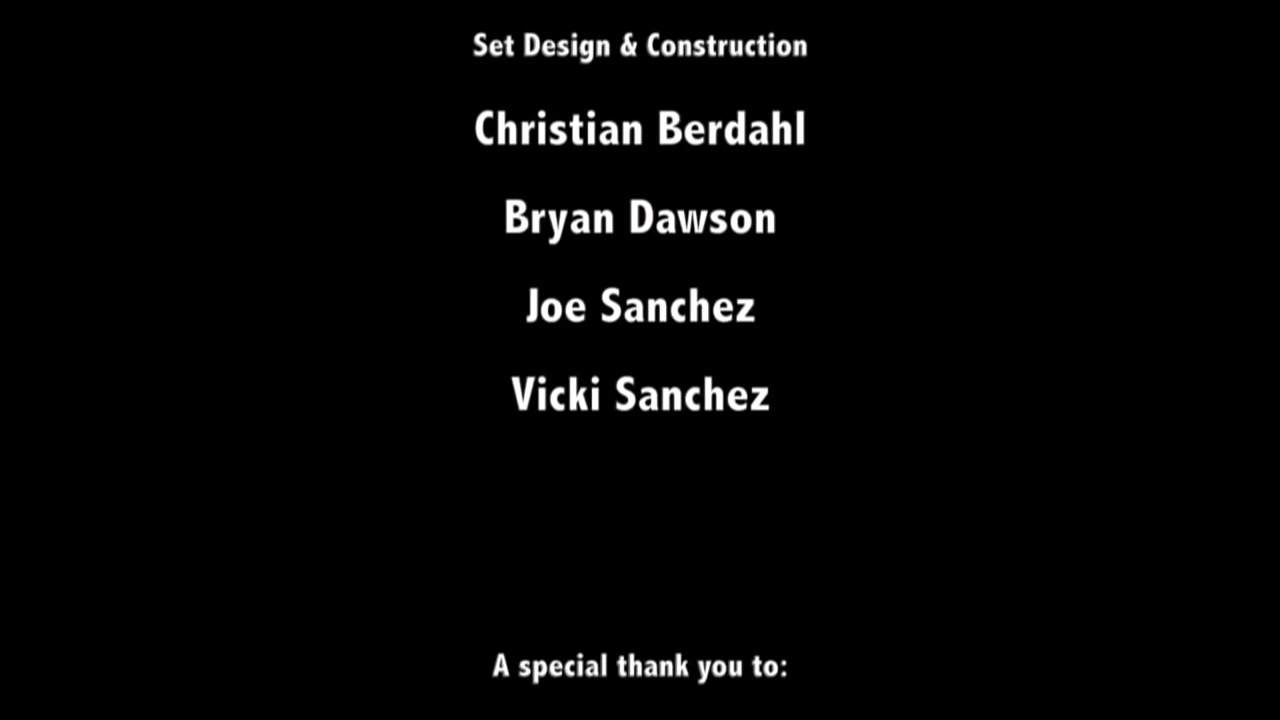 Set Design & Construction
Christian Berdahl
Bryan Dawson
Joe Sanchez
Vicki Sanchez
A special thank you to: